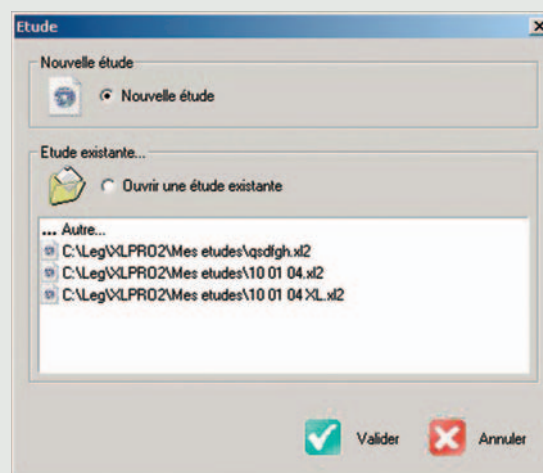 Etude
Nouvelle étude
Nouvelle étude
Etude existante...
Ouvrir une étude existante
... Autre...
C:\Leg\XLPRO2\Mes etudes\qsdfgh.xl2
C:\Leg\XLPRO2\Mes etudes\10 01 04.xl2
C:\Leg\XLPRO2\Mes etudes\10 01 04 XL.xl2
Valider Annuler